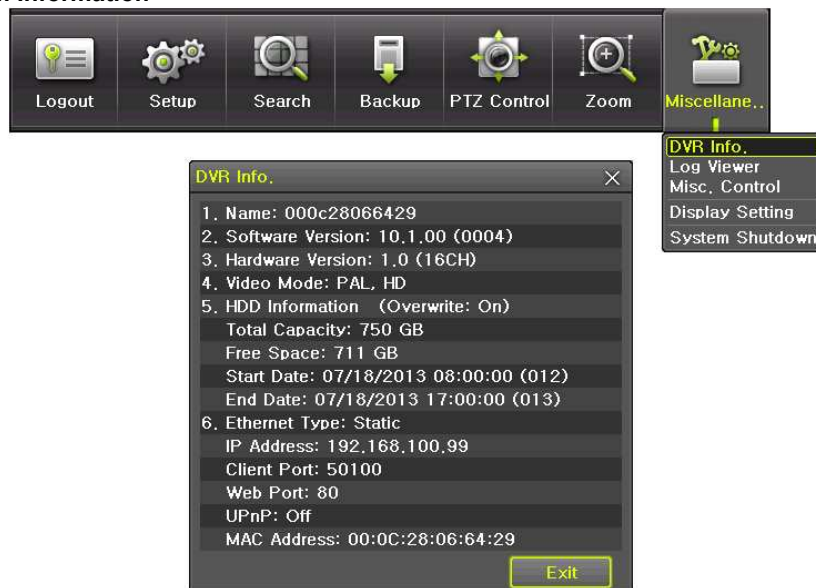 Logout Setup Search Backup PTZ Control Zoom Miscellane..
DVR Info.
Log Viewer
Misc. Control
Display Setting
System Shutdown
DVR Info.
1. Name: 000c28066429
2. Software Version: 10.1.00 (0004)
3. Hardware Version: 1.0 (16CH)
4. Video Mode: PAL, HD
5. HDD Information (Overwrite: On)
Total Capacity: 750 GB
Free Space: 711 GB
Start Date: 07/18/2013 08:00:00 (012)
End Date: 07/18/2013 17:00:00 (013)
6. Ethernet Type: Static
IP Address: 192.168.100.99
Client Port: 50100
Web Port: 80
UPnP: Off
MAC Address: 00:0C:28:06:64:29
Exit